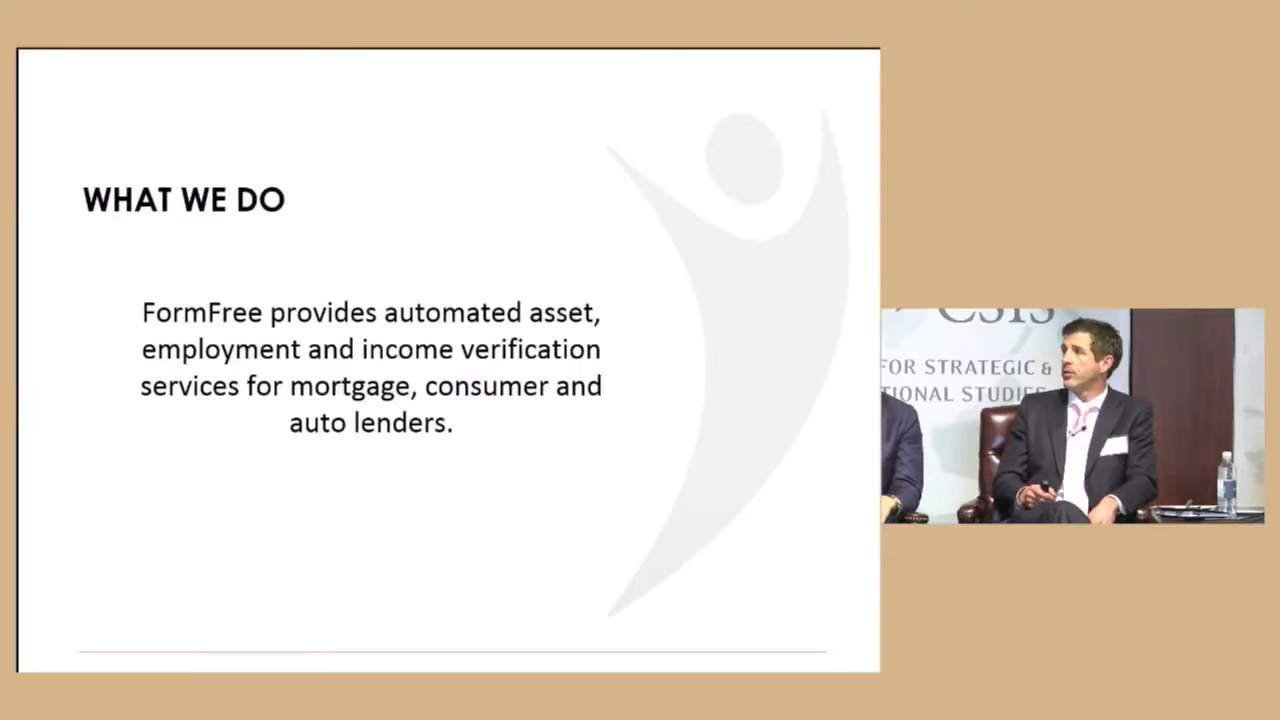 WHAT WE DO
FormFree provides automated asset,
employment and income verification
services for mortgage, consumer and
auto lenders.
CSIS
FOR STRATEGIC &
TIONAL STUDIES